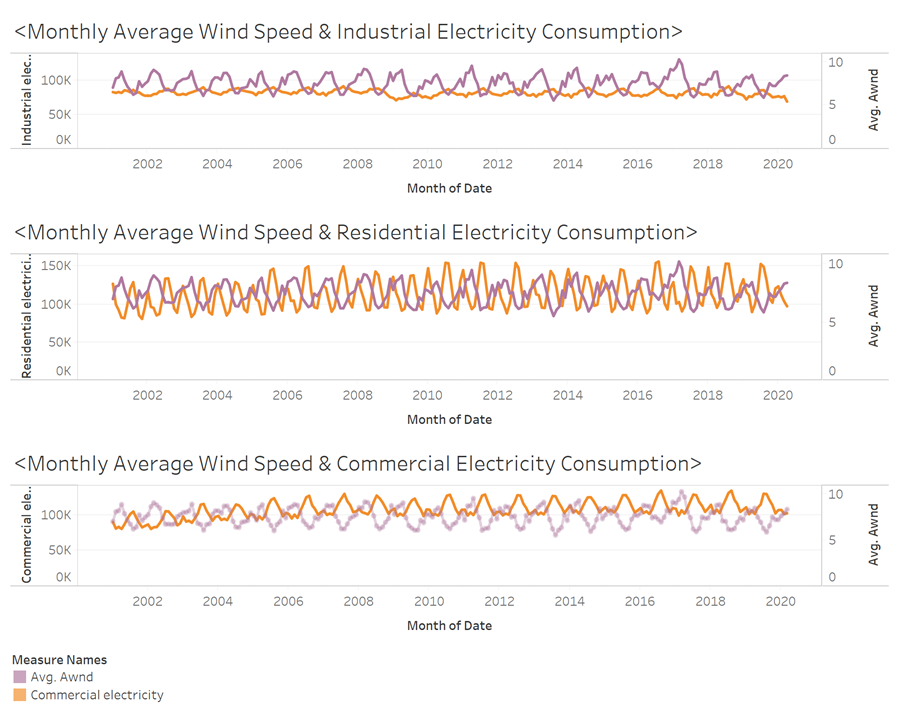 <Monthly Average Wind Speed & Industrial Electricity Consumption>
Industrial elec..
100K
50K
0K
10
5
0
Avg. Awnd
2002 2004 2006 2008 2010 2012 2014 2016 2018 2020
Month of Date
<Monthly Average Wind Speed & Residential Electricity Consumption>
Residential electrici..
150K
100K
50K
0K
10
5
0
Avg. Awnd
2002 2004 2006 2008 2010 2012 2014 2016 2018 2020
Month of Date
<Monthly Average Wind Speed & Commercial Electricity Consumption>
Commercial ele..
100K
50K
0K
10
5
0
Avg. Awnd
2002 2004 2006 2008 2010 2012 2014 2016 2018 2020
Month of Date
Measure Names
Avg. Awnd
Commercial electricity